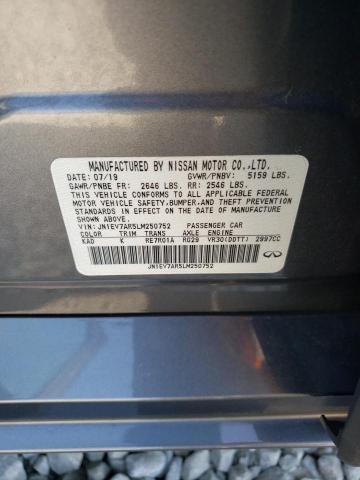 MANUFACTURED BY NISSAN MOTOR CO.,LTD.
DATE: 07/19 GVWR/PNBV: 5159 LBS.
GAWR/PNBE FR: 2646 LBS. RR: 2546 LBS.
THIS VEHICLE CONFORMS TO ALL APPLICABLE FEDERAL
MOTOR VEHICLE SAFETY,BUMPER,AND THEFT PREVENTION
STANDARDS IN EFFECT ON THE DATE OF MANUFACTURE
SHOWN ABOVE.
VIN: JN1EV7AR5LM250752 PASSENGER CAR
COLOR TRIM TRANS AXLE ENGINE
KAD K RE7R01A RG29 VR30(DDTT) 2997CC
JN1EV7AR5LM250752
INFINITI